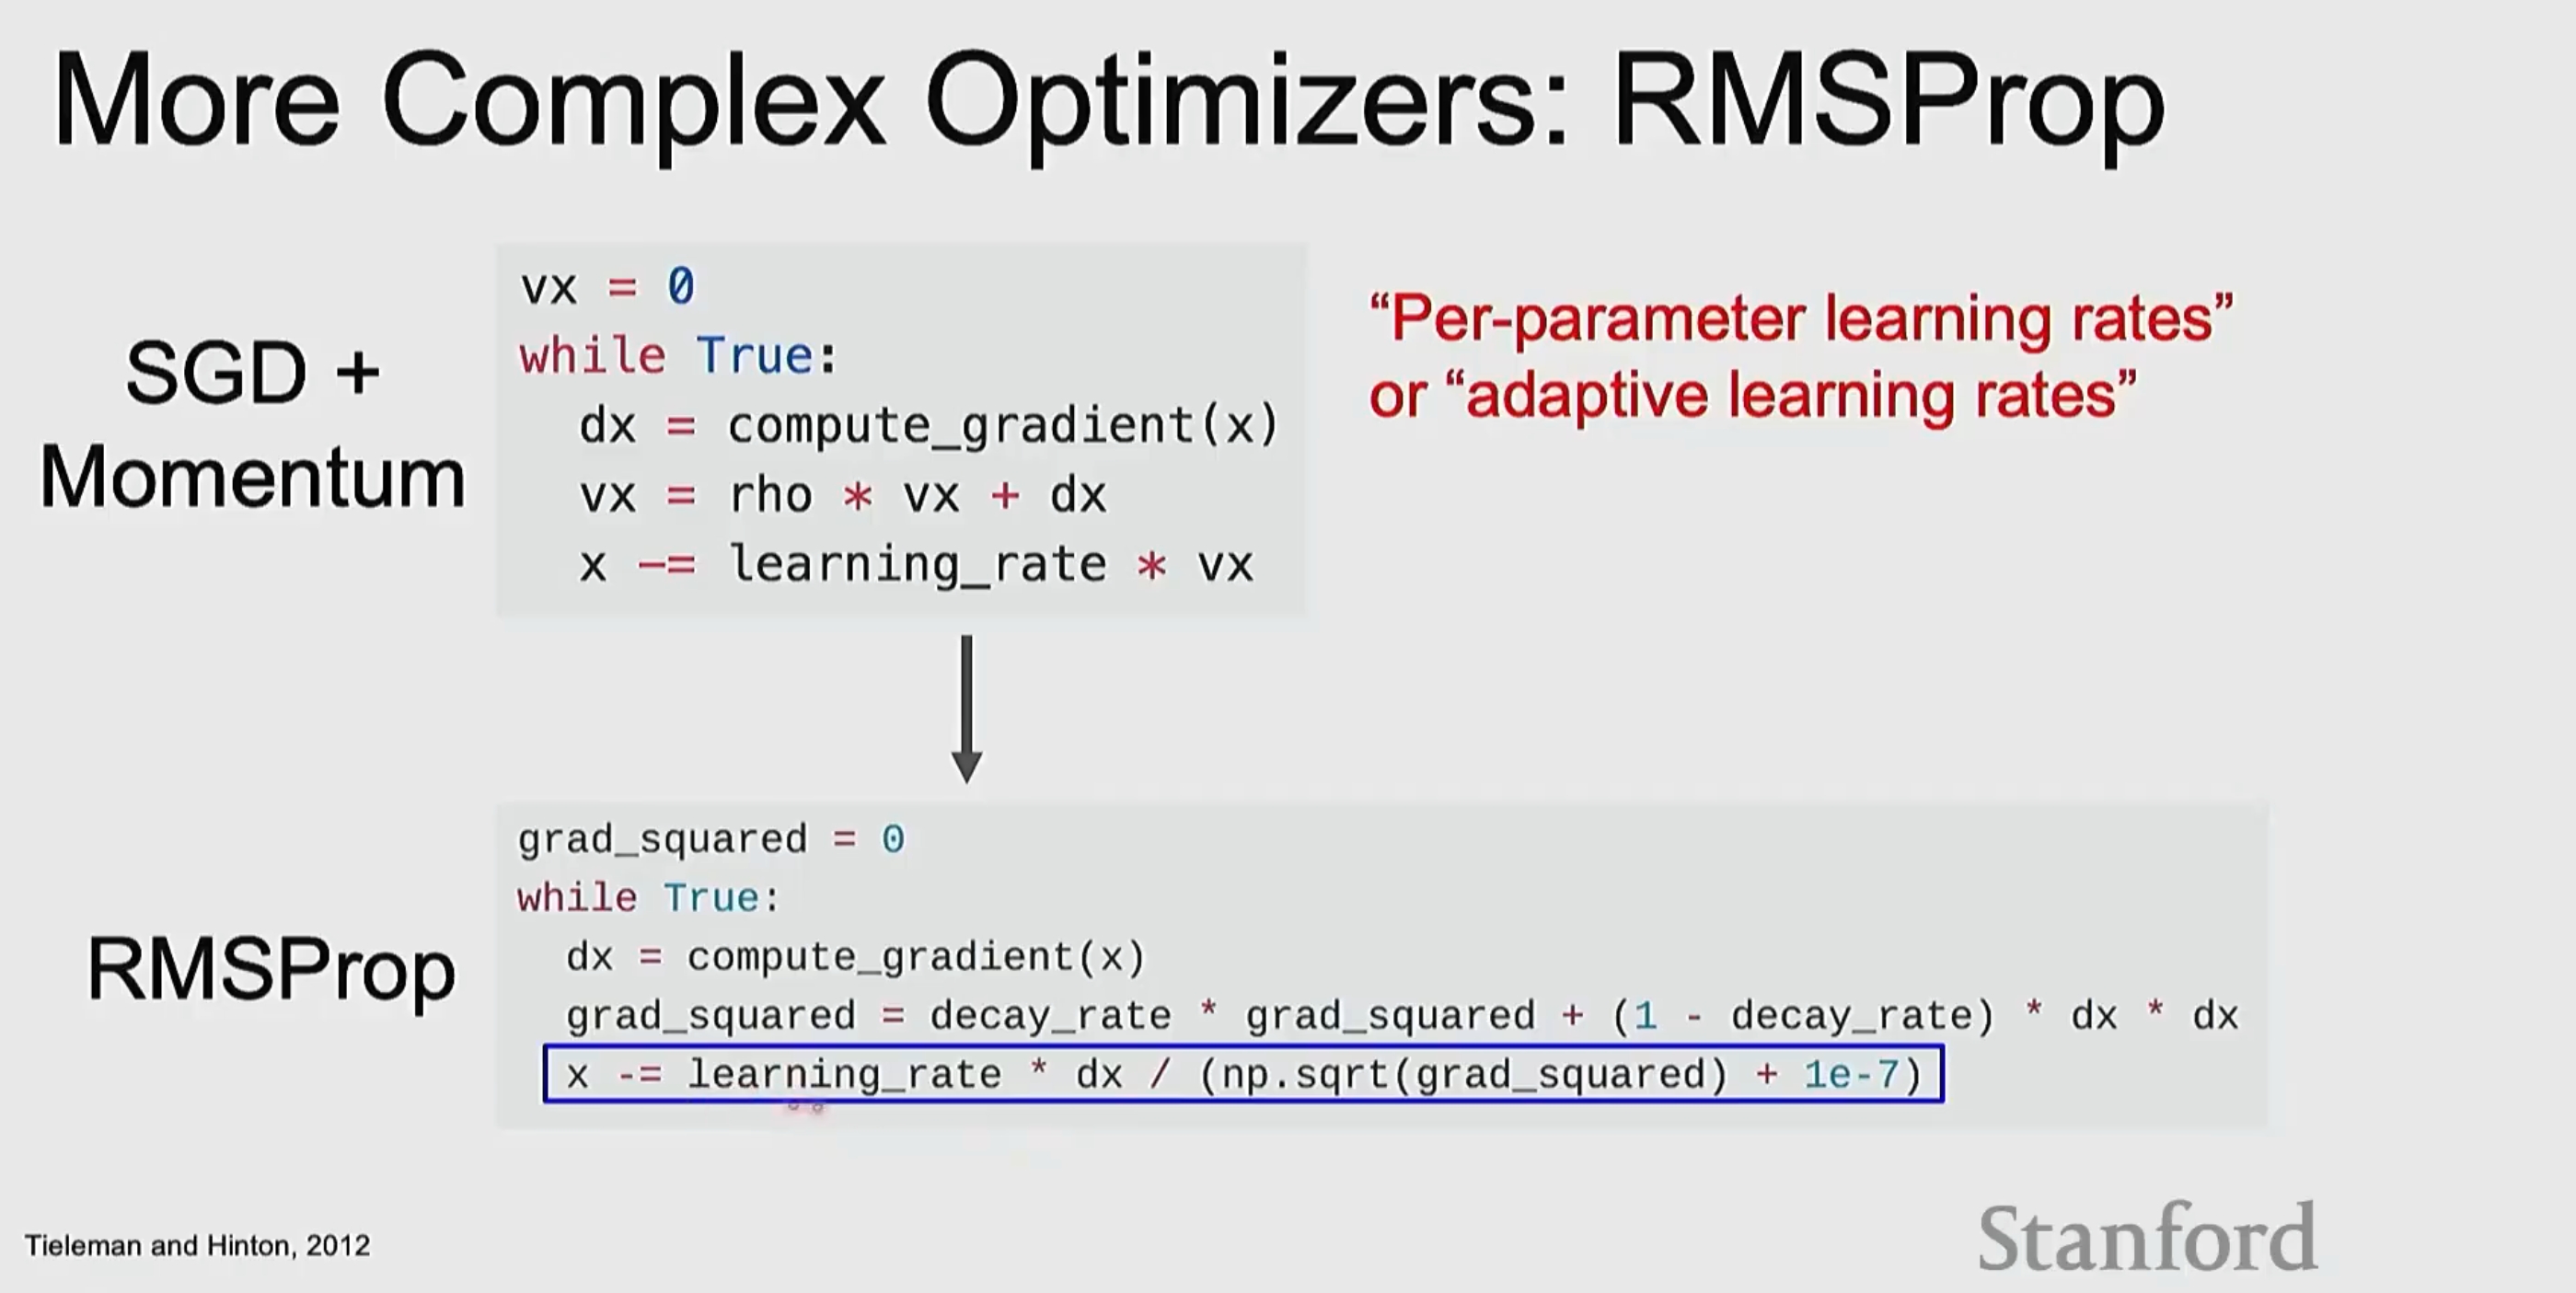 More Complex Optimizers: RMSProp
SGD +
Momentum
vx = 0
while True:
dx = compute_gradient(x)
vx = rho * vx + dx
x -= learning_rate * vx
“Per-parameter learning rates”
or “adaptive learning rates”
RMSProp
grad_squared = 0
while True:
dx = compute_gradient(x)
grad_squared = decay_rate * grad_squared + (1 - decay_rate) * dx * dx
x -= learning_rate * dx / (np.sqrt(grad_squared) + 1e-7)
Tieleman and Hinton, 2012
Stanford